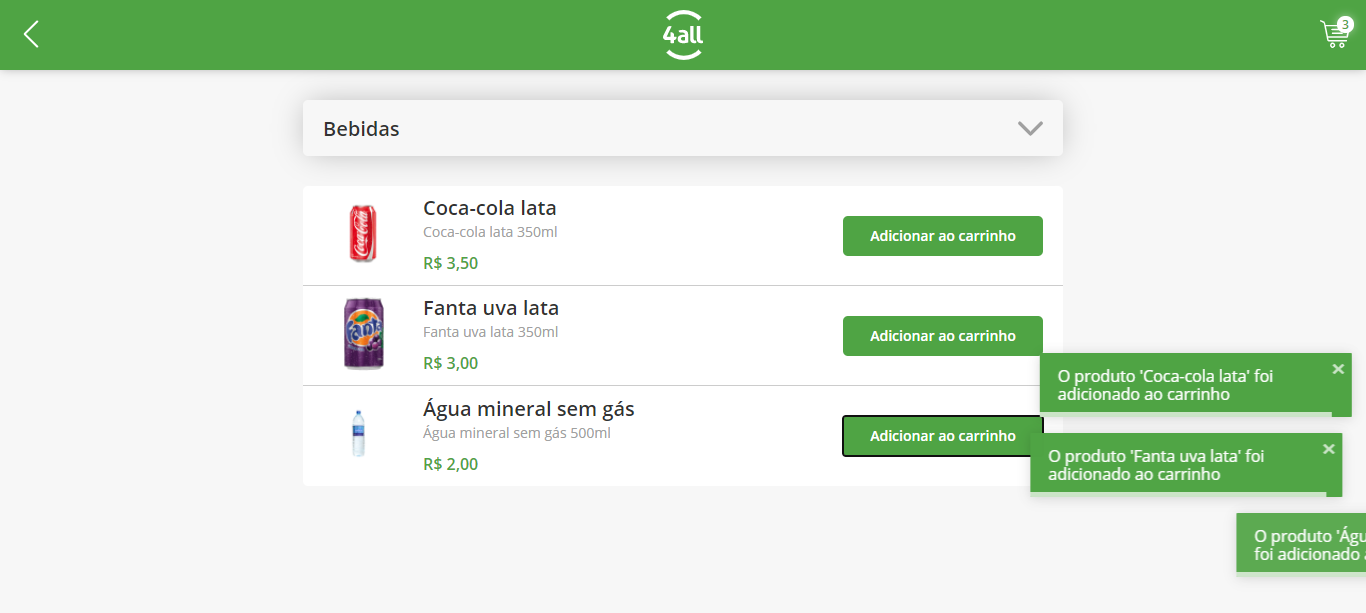 4all
3
Bebidas
Coca-cola lata
Coca-cola lata 350ml
R$ 3,50
Adicionar ao carrinho
Fanta uva lata
Fanta uva lata 350ml
R$ 3,00
Adicionar ao carrinho
Água mineral sem gás
Água mineral sem gás 500ml
R$ 2,00
Adicionar ao carrinho
O produto 'Coca-cola lata' foi
adicionado ao carrinho
O produto 'Fanta uva lata' foi
adicionado ao carrinho
O produto 'Águ
foi adicionado a
Coca-Cola
Fanta